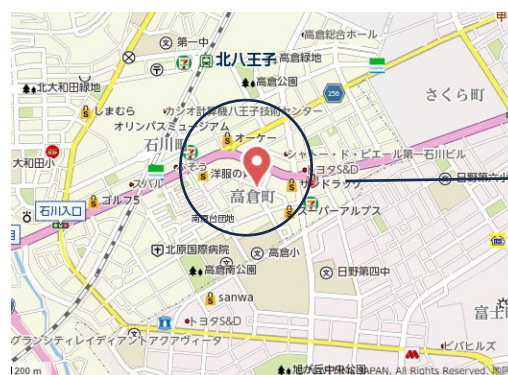 高倉総合ホール
第一中
北八王子
高倉緑地
北大和田緑地
高倉公園
256
さくら町
しまむら
カシオ計算機八王子技術センター
オリンパスミュージアム
オーケー
大和田小
石川町
シャトー・ド・ピエール第一石川ビル
トヨタS&D
スバル
洋服の
サンドラッグ
日野第六小
高倉町
ゴルフ5
石川入口
スーパーアルプス
南原台団地
北原国際病院
高倉小
高倉南公園
日野第四中
sanwa
富士町
トヨタS&D
グランシティレイディアントアクアヴィータ
パピヒルズ
200 m
旭が丘中央公園
JAPAN. All Rights Reserved. 地図